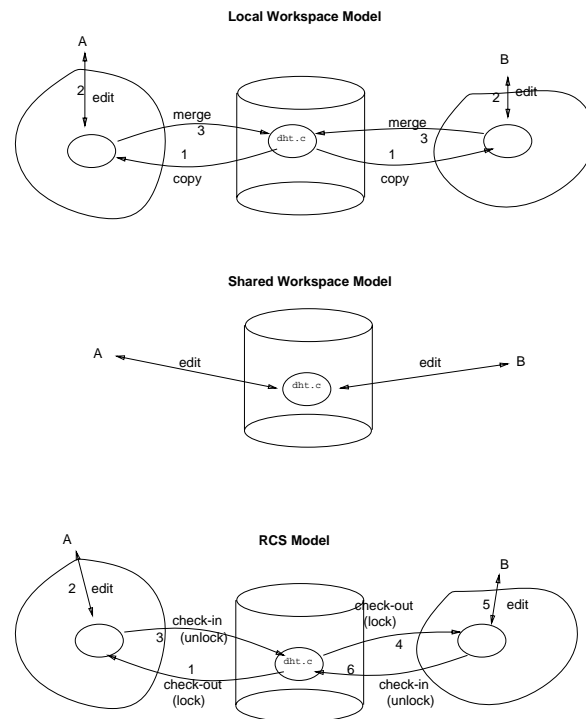 Local Workspace Model
A
B
2
edit
2
edit
merge
3
merge
3
dht.c
1
1
copy
copy
Shared Workspace Model
A
edit
edit
B
dht.c
RCS Model
A
B
2
edit
check-in
(unlock)
3
check-out
(lock)
4
5
edit
dht.c
1
6
check-out
(lock)
check-in
(unlock)